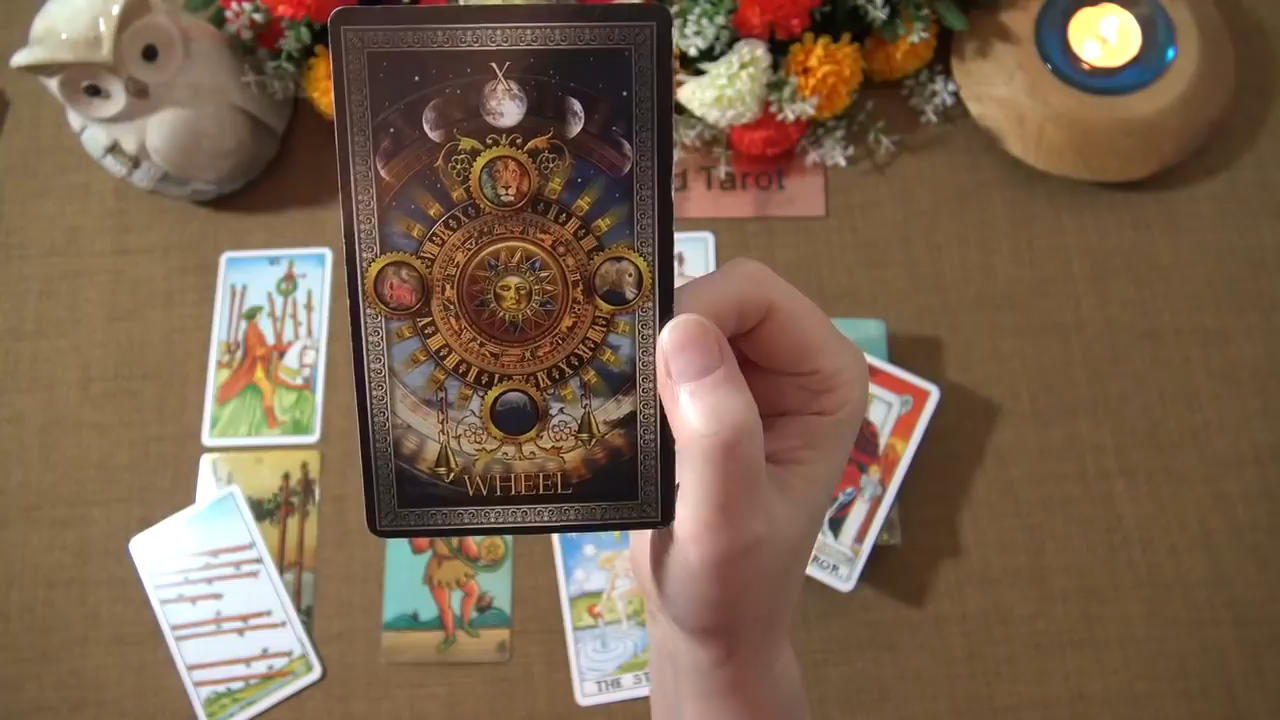 X
d Tarot
WHEEL
ROR.
THE ST